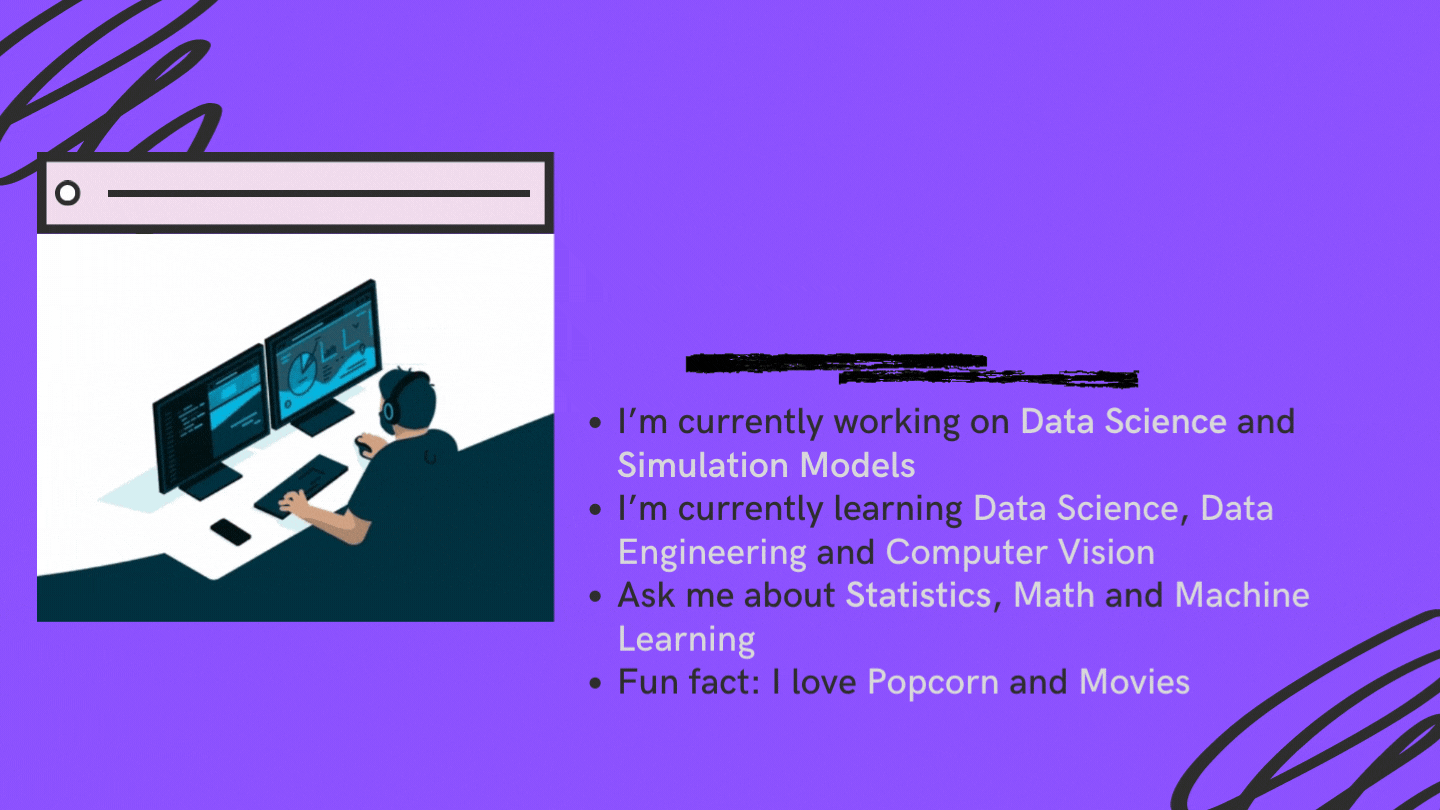 • I’m currently working on Data Science and
Simulation Models
• I’m currently learning Data Science, Data
Engineering and Computer Vision
• Ask me about Statistics, Math and Machine
Learning
• Fun fact: I love Popcorn and Movies